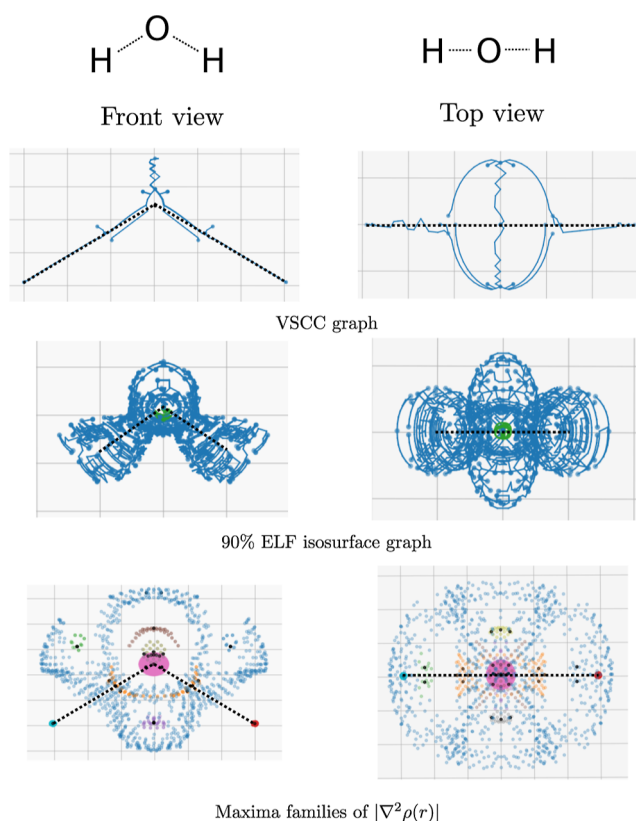 O
H H
H O H
Front view
Top view
VSCC graph
90% ELF isosurface graph
Maxima families of |∇²ρ(r)|